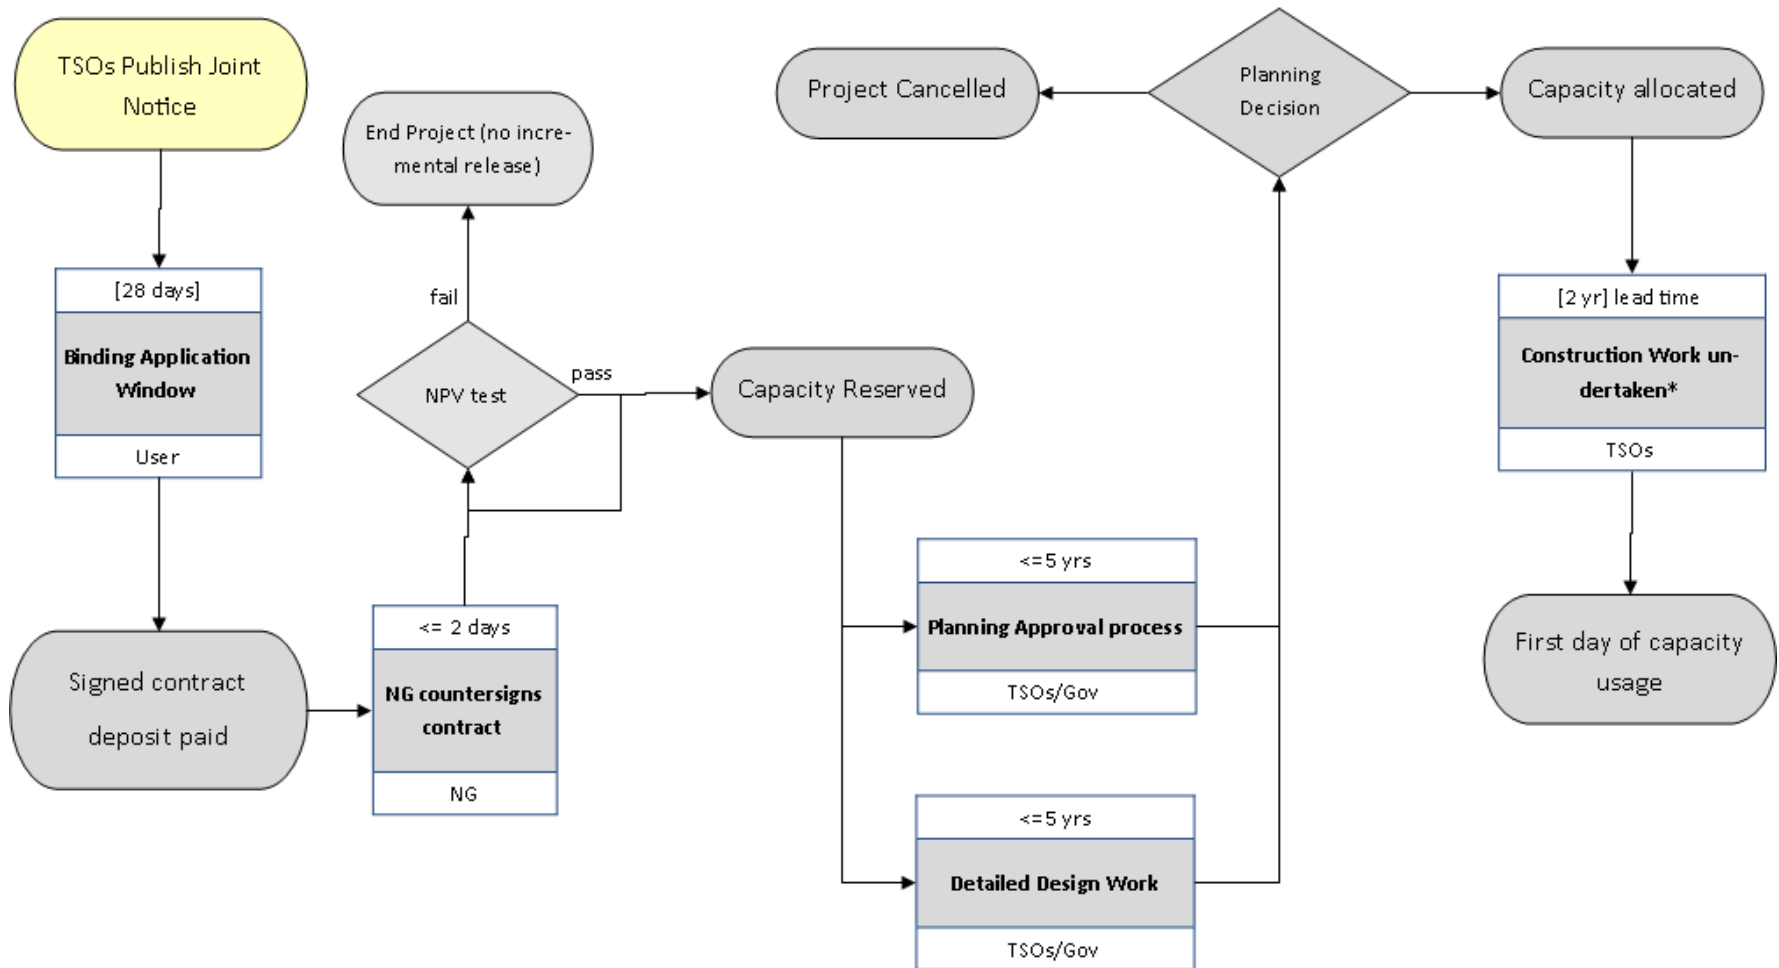 TSOs Publish Joint
Notice
[28 days]
Binding Application
Window
User
Signed contract
deposit paid
End Project (no incre-
mental release)
fail
NPV test
pass
<= 2 days
NG countersigns
contract
NG
Capacity Reserved
<=5 yrs
Planning Approval process
TSOs/Gov
<=5 yrs
Detailed Design Work
TSOs/Gov
Project Cancelled
Planning
Decision
Capacity allocated
[2 yr] lead time
Construction Work un-
dertaken*
TSOs
First day of capacity
usage